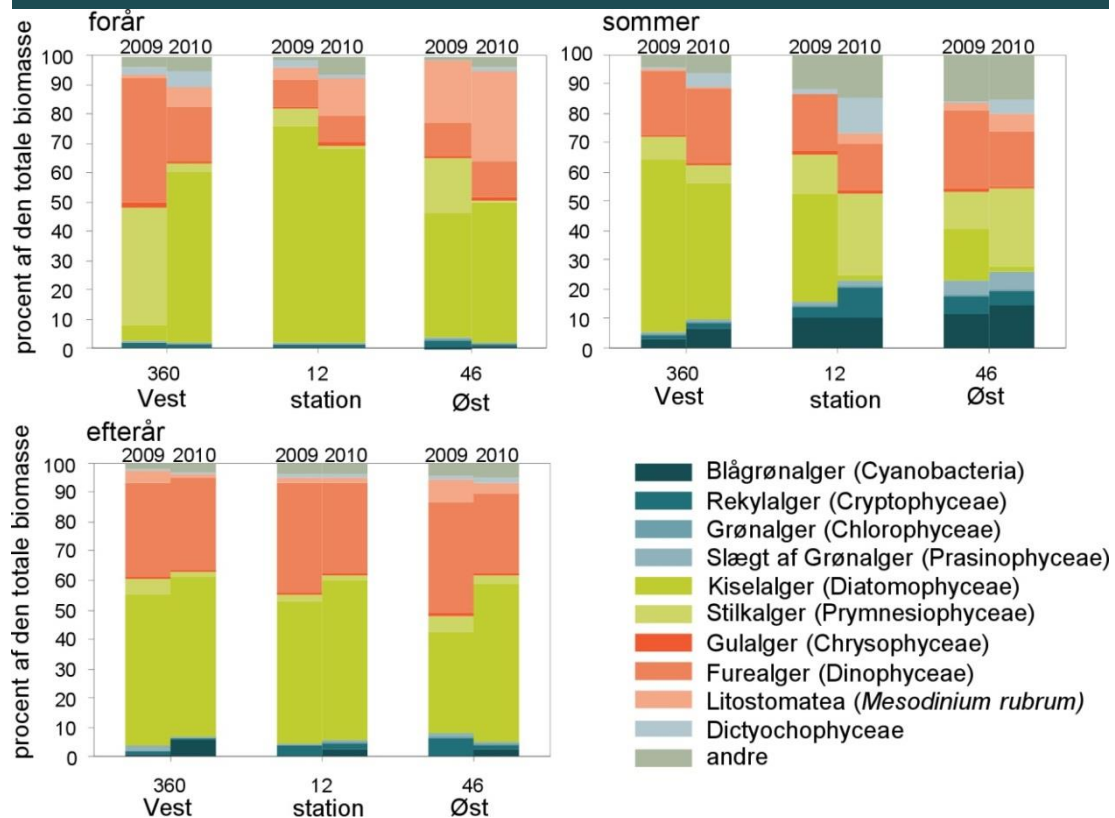 forår
2009 2010 2009 2010 2009 2010
procent af den totale biomasse
100
90
80
70
60
50
40
30
20
10
0
360 12 46
Vest station Øst
sommer
2009 2010 2009 2010 2009 2010
100
90
80
70
60
50
40
30
20
10
0
360 12 46
Vest station Øst
efterår
2009 2010 2009 2010 2009 2010
procent af den totale biomasse
100
90
80
70
60
50
40
30
20
10
0
360 12 46
Vest station Øst
Blågrønalger (Cyanobacteria)
Rekylalger (Cryptophyceae)
Grønalger (Chlorophyceae)
Slægt af Grønalger (Prasinophyceae)
Kiselalger (Diatomophyceae)
Stilkalger (Prymnesiophyceae)
Gulalger (Chrysophyceae)
Furealger (Dinophyceae)
Litostomatea (Mesodinium rubrum)
Dictyochophyceae
andre